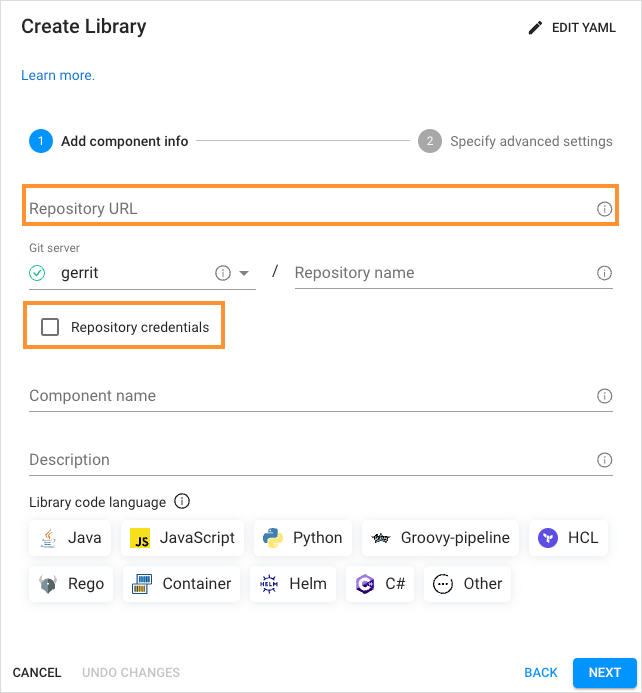 Create Library
EDIT YAML
Learn more.
1 Add component info
2 Specify advanced settings
Repository URL
Git server
gerrit / Repository name
Repository credentials
Component name
Description
Library code language
Java JS JavaScript Python Groovy-pipeline HCL
Rego Container HELM Helm C# Other
CANCEL UNDO CHANGES BACK NEXT